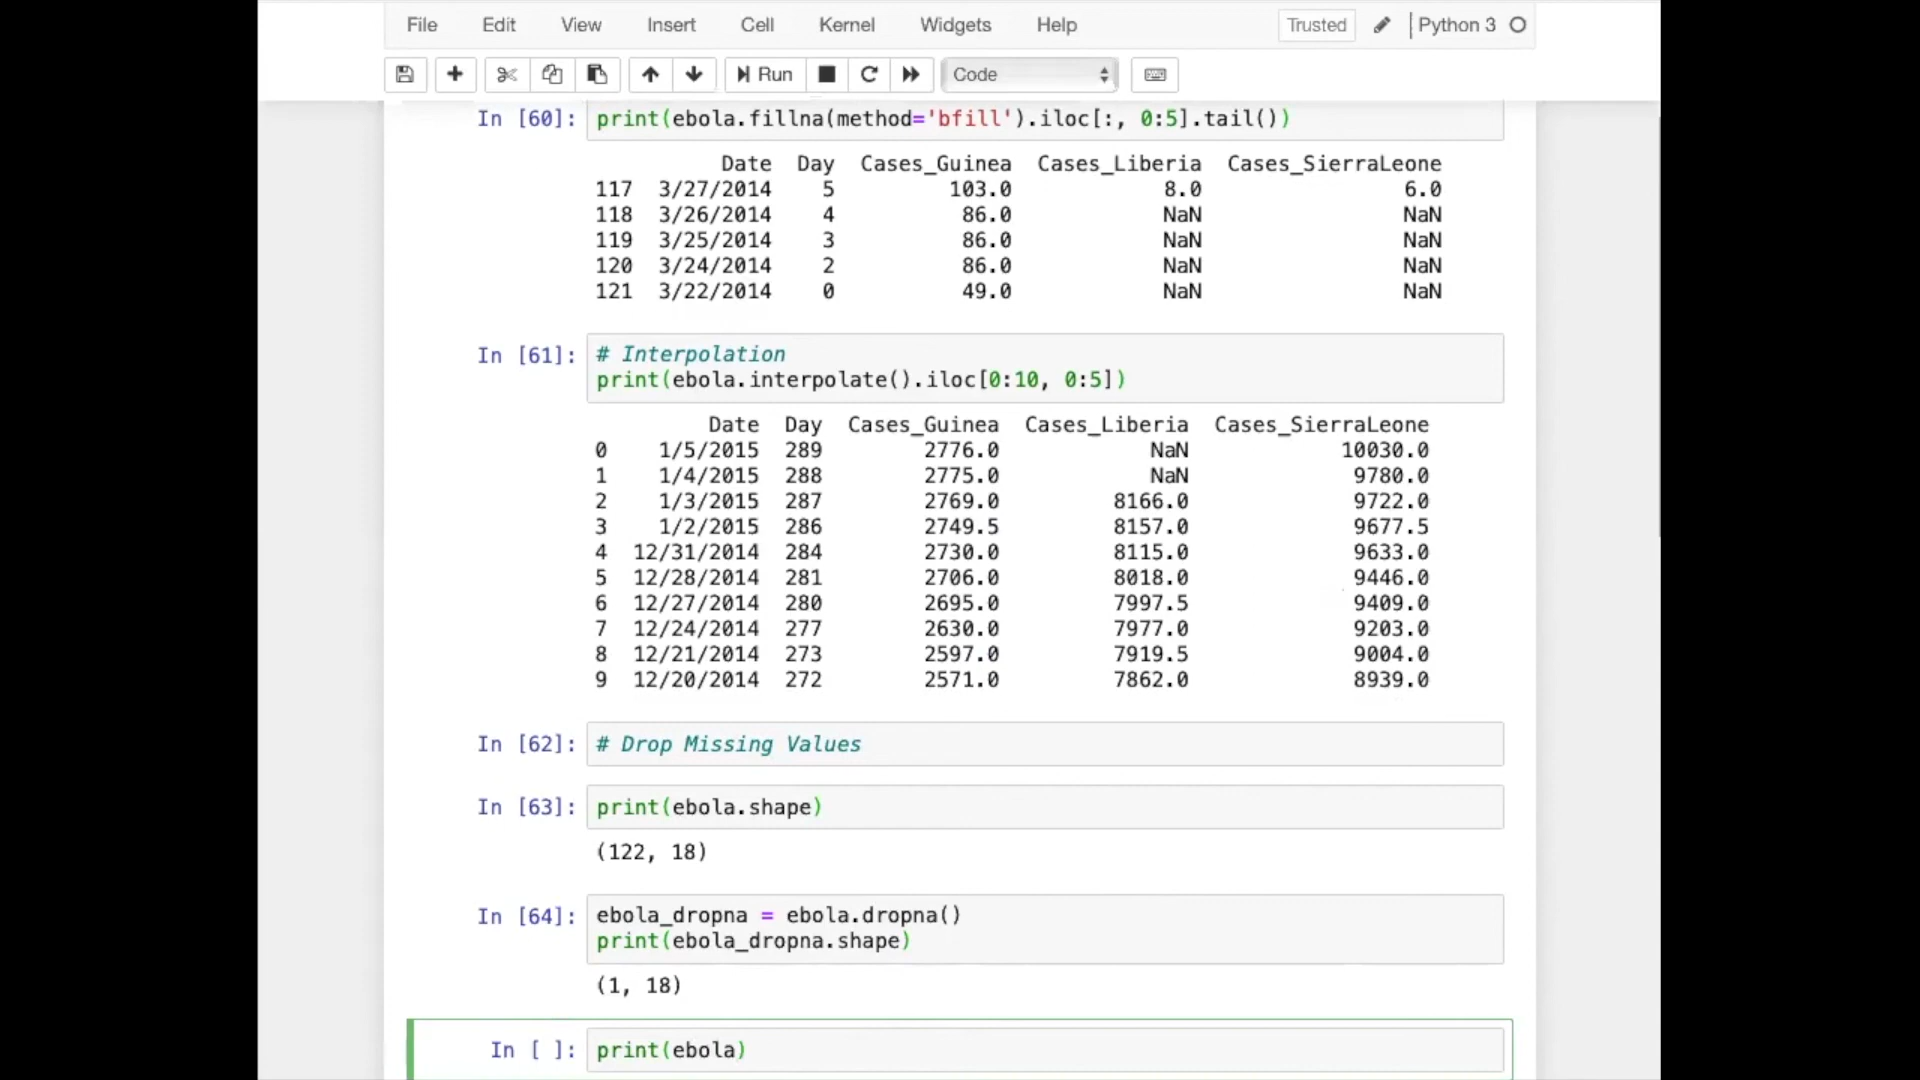 File Edit View Insert Cell Kernel Widgets Help Trusted Python 3
Run Code
In [60]: print(ebola.fillna(method='bfill').iloc[:, 0:5].tail())
Date Day Cases_Guinea Cases_Liberia Cases_SierraLeone
117 3/27/2014 5 103.0 8.0 6.0
118 3/26/2014 4 86.0 NaN NaN
119 3/25/2014 3 86.0 NaN NaN
120 3/24/2014 2 86.0 NaN NaN
121 3/22/2014 0 49.0 NaN NaN
In [61]: # Interpolation
print(ebola.interpolate().iloc[0:10, 0:5])
Date Day Cases_Guinea Cases_Liberia Cases_SierraLeone
0 1/5/2015 289 2776.0 NaN 10030.0
1 1/4/2015 288 2775.0 NaN 9780.0
2 1/3/2015 287 2769.0 8166.0 9722.0
3 1/2/2015 286 2749.5 8157.0 9677.5
4 12/31/2014 284 2730.0 8115.0 9633.0
5 12/28/2014 281 2706.0 8018.0 9446.0
6 12/27/2014 280 2695.0 7997.5 9409.0
7 12/24/2014 277 2630.0 7977.0 9203.0
8 12/21/2014 273 2597.0 7919.5 9004.0
9 12/20/2014 272 2571.0 7862.0 8939.0
In [62]: # Drop Missing Values
In [63]: print(ebola.shape)
(122, 18)
In [64]: ebola_dropna = ebola.dropna()
print(ebola_dropna.shape)
(1, 18)
In [ ]: print(ebola)